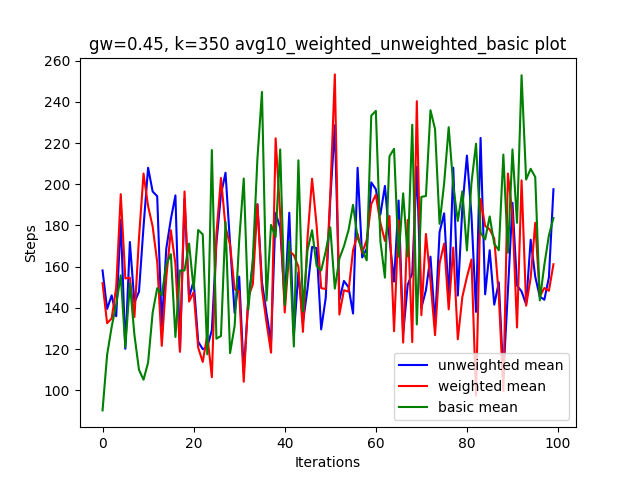 gw=0.45, k=350 avg10_weighted_unweighted_basic plot
260
240
220
200
180
160
140
120
100
Steps
unweighted mean
weighted mean
basic mean
0 20 40 60 80 100
Iterations